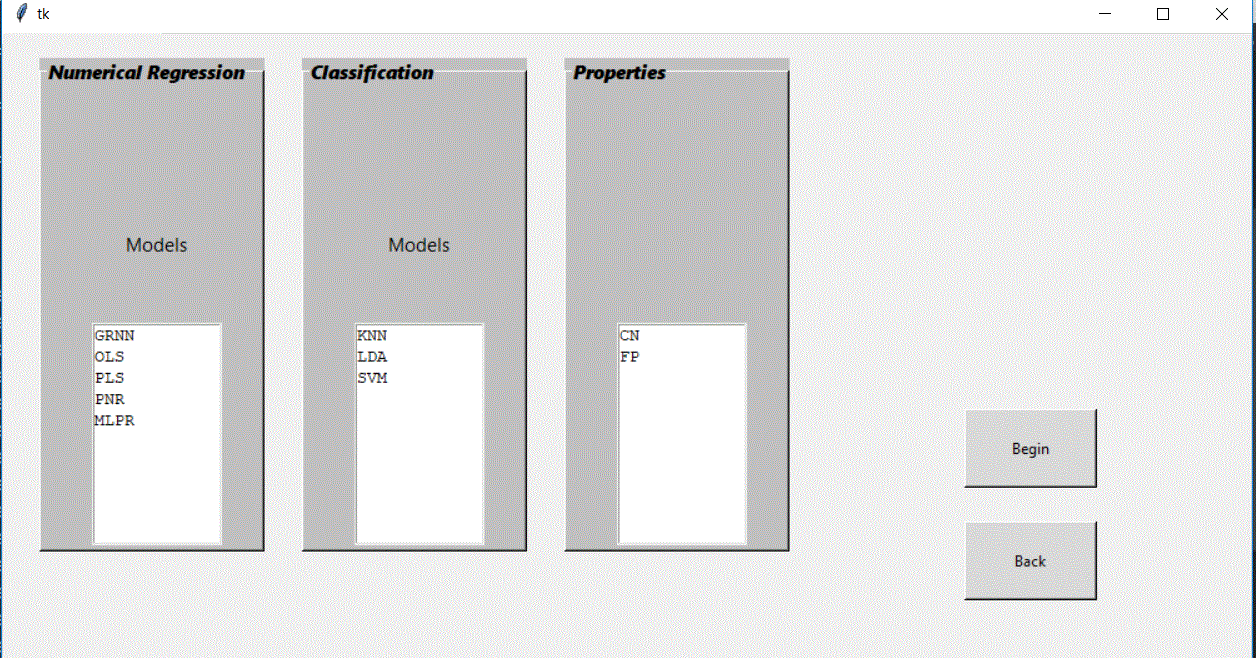 tk
Numerical Regression
Classification
Properties
Models
Models
GRNN
OLS
PLS
PNR
MLPR
KNN
LDA
SVM
CN
FP
Begin
Back